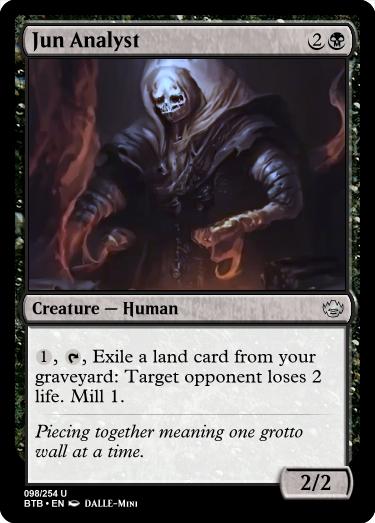 Jun Analyst 2
Creature — Human
1, , Exile a land card from your
graveyard: Target opponent loses 2
life. Mill 1.
Piecing together meaning one grotto
wall at a time.
2/2
098/254 U
BTB • EN DALLE-Mini